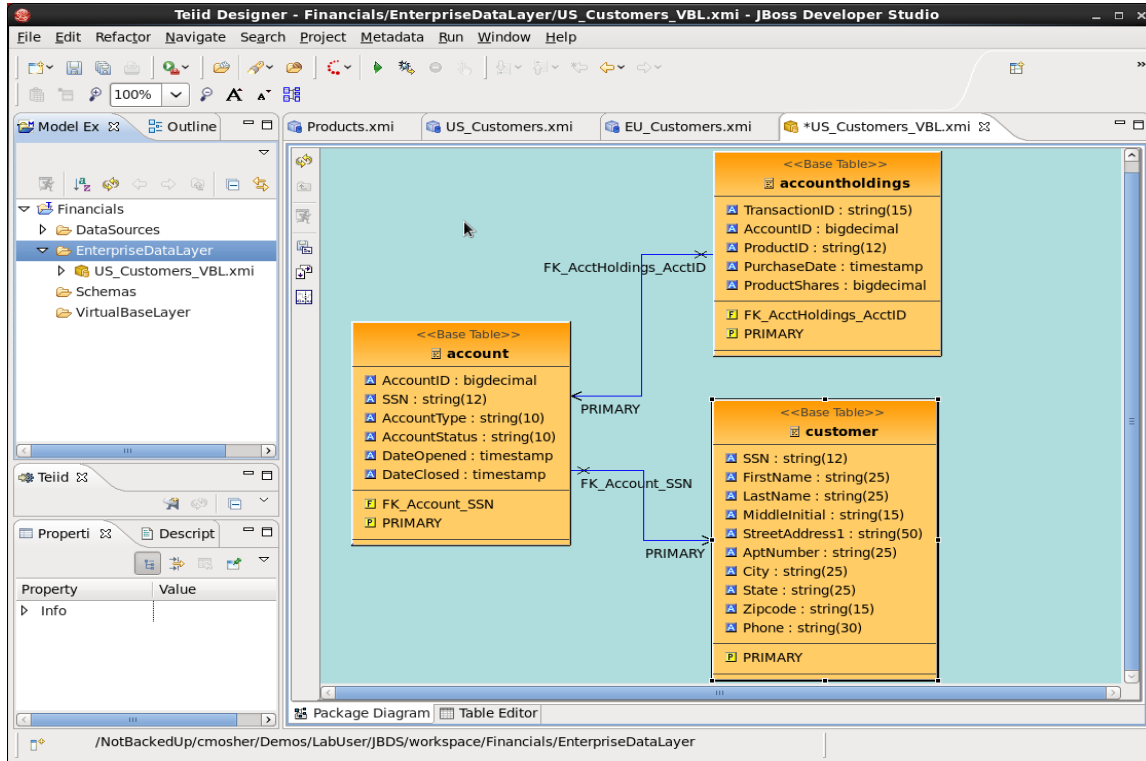 Teiid Designer - Financials/EnterpriseDataLayer/US_Customers_VBL.xmi - JBoss Developer Studio
File Edit Refactor Navigate Search Project Metadata Run Window Help
100%
Model Ex
Outline
Financials
DataSources
EnterpriseDataLayer
US_Customers_VBL.xmi
Schemas
VirtualBaseLayer
Teiid
Properti
Descript
Property Value
Info
Products.xmi
US_Customers.xmi
EU_Customers.xmi
*US_Customers_VBL.xmi
<<Base Table>>
accountholdings
TransactionID : string(15)
AccountID : bigdecimal
ProductID : string(12)
PurchaseDate : timestamp
ProductShares : bigdecimal
FK_AcctHoldings_AcctID
PRIMARY
FK_AcctHoldings_AcctID
PRIMARY
<<Base Table>>
account
AccountID : bigdecimal
SSN : string(12)
AccountType : string(10)
AccountStatus : string(10)
DateOpened : timestamp
DateClosed : timestamp
FK_Account_SSN
PRIMARY
FK_Account_SSN
PRIMARY
<<Base Table>>
customer
SSN : string(12)
FirstName : string(25)
LastName : string(25)
MiddleInitial : string(15)
StreetAddress1 : string(50)
AptNumber : string(25)
City : string(25)
State : string(25)
Zipcode : string(15)
Phone : string(30)
PRIMARY
Package Diagram
Table Editor
/NotBackedUp/cmosher/Demos/LabUser/JBDS/workspace/Financials/EnterpriseDataLayer